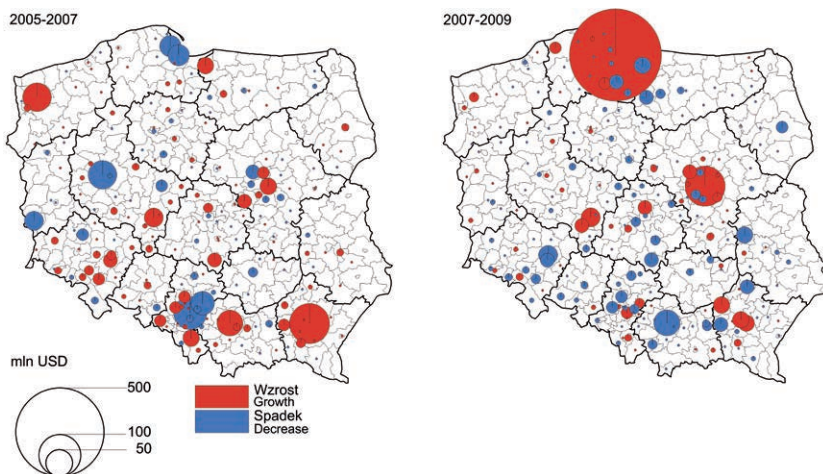 2005-2007
2007-2009
mln USD
500
100
50
Wzrost
Growth
Spadek
Decrease